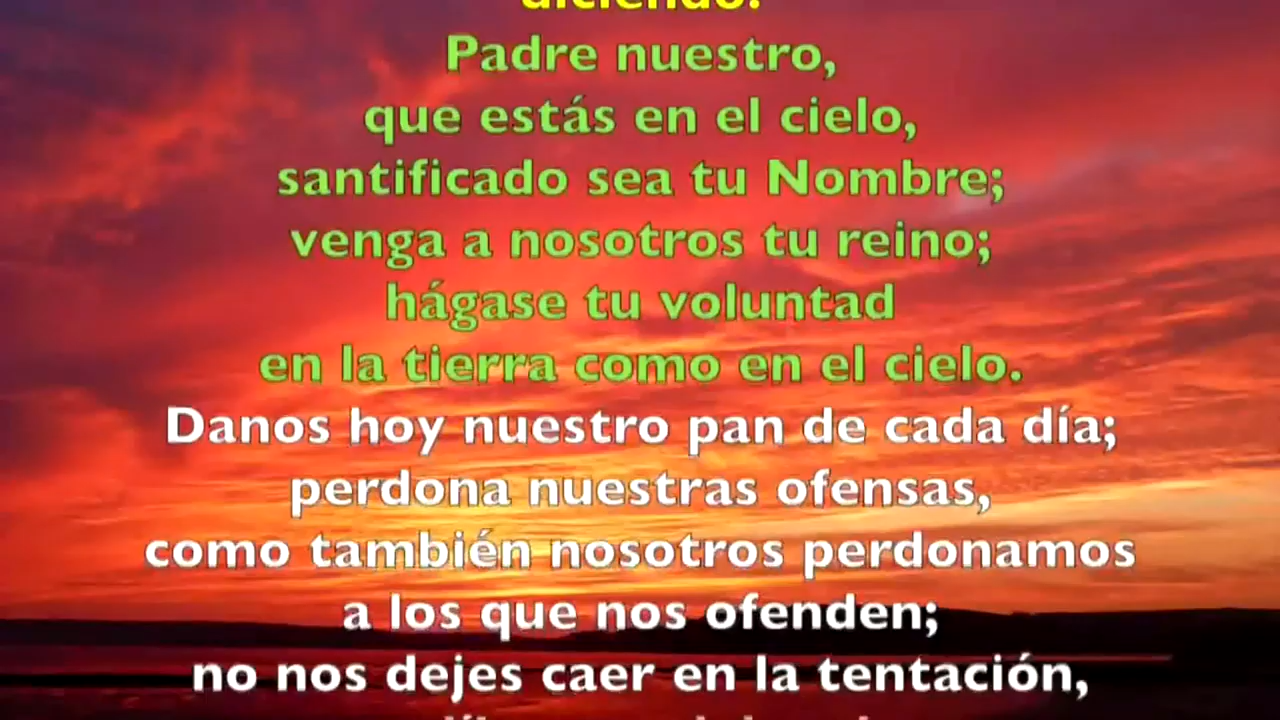 diciendo:
Padre nuestro,
que estás en el cielo,
santificado sea tu Nombre;
venga a nosotros tu reino;
hágase tu voluntad
en la tierra como en el cielo.
Danos hoy nuestro pan de cada día;
perdona nuestras ofensas,
como también nosotros perdonamos
a los que nos ofenden;
no nos dejes caer en la tentación,